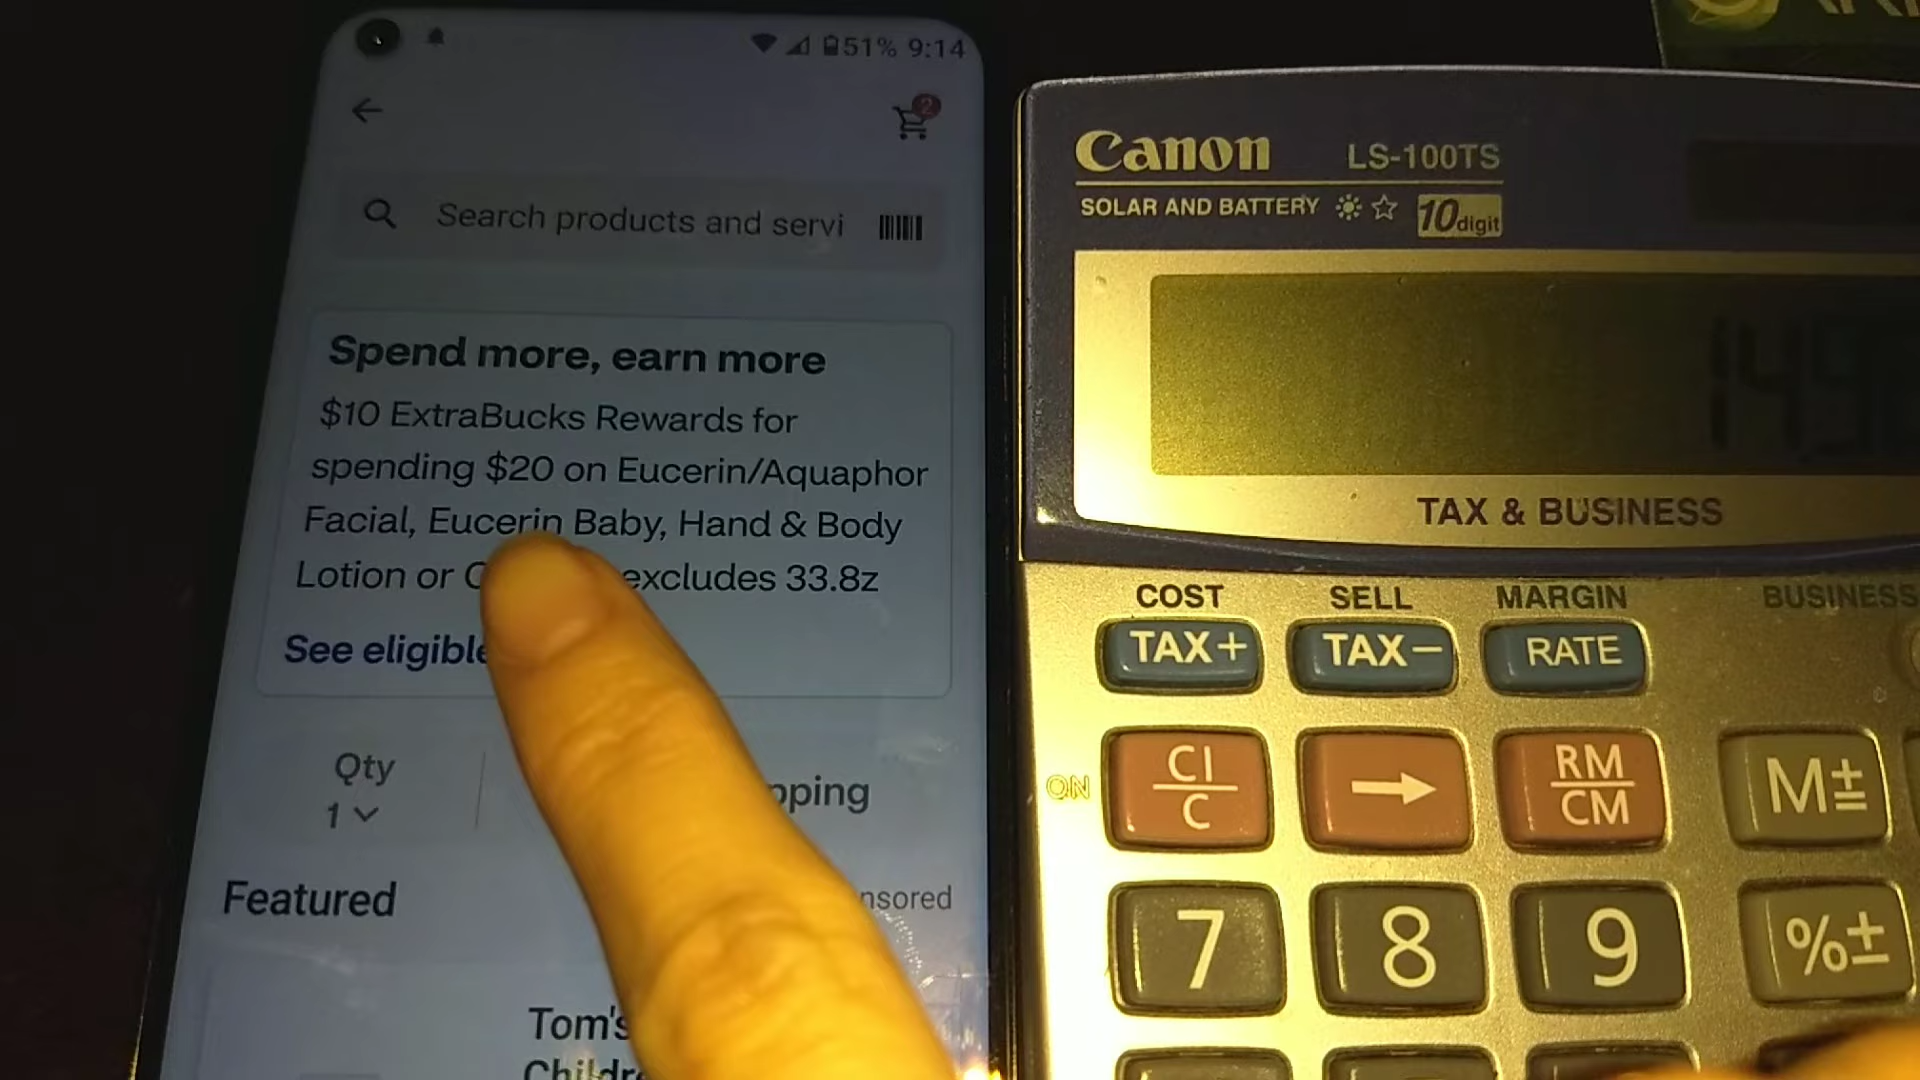 51% 9:14
2
Search products and servi
Spend more, earn more
$10 ExtraBucks Rewards for
spending $20 on Eucerin/Aquaphor
Facial, Eucerin Baby, Hand & Body
Lotion or excludes 33.8z
See eligible
Qty
1
Featured
Tom's
Canon LS-100TS
SOLAR AND BATTERY 10 digit
TAX & BUSINESS
COST SELL MARGIN BUSINESS
TAX+ TAX− RATE
ON CI/C → RM/CM M±
7 8 9 %±